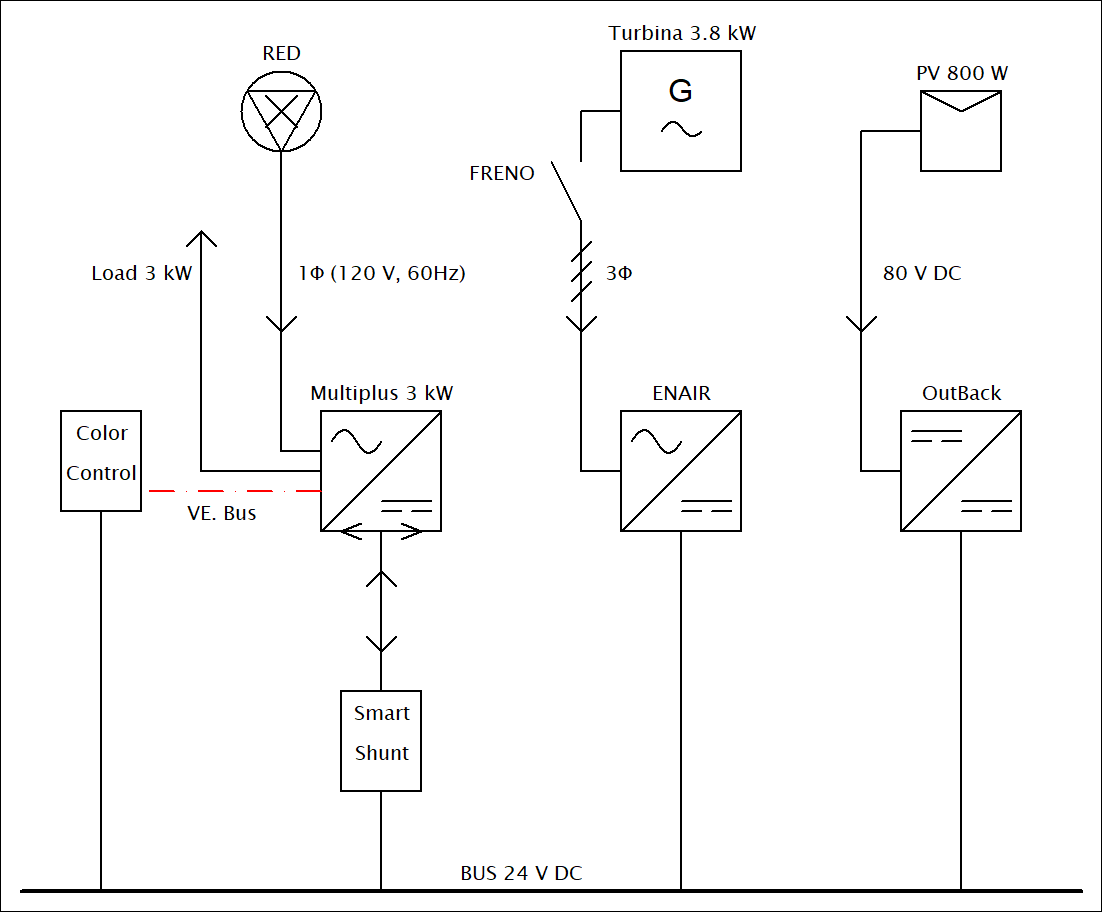 Turbina 3.8 kW
RED
PV 800 W
G
FRENO
Load 3 kW
1Φ (120 V, 60Hz)
3Φ
80 V DC
Multiplus 3 kW
ENAIR
OutBack
Color
Control
VE. Bus
Smart
Shunt
BUS 24 V DC